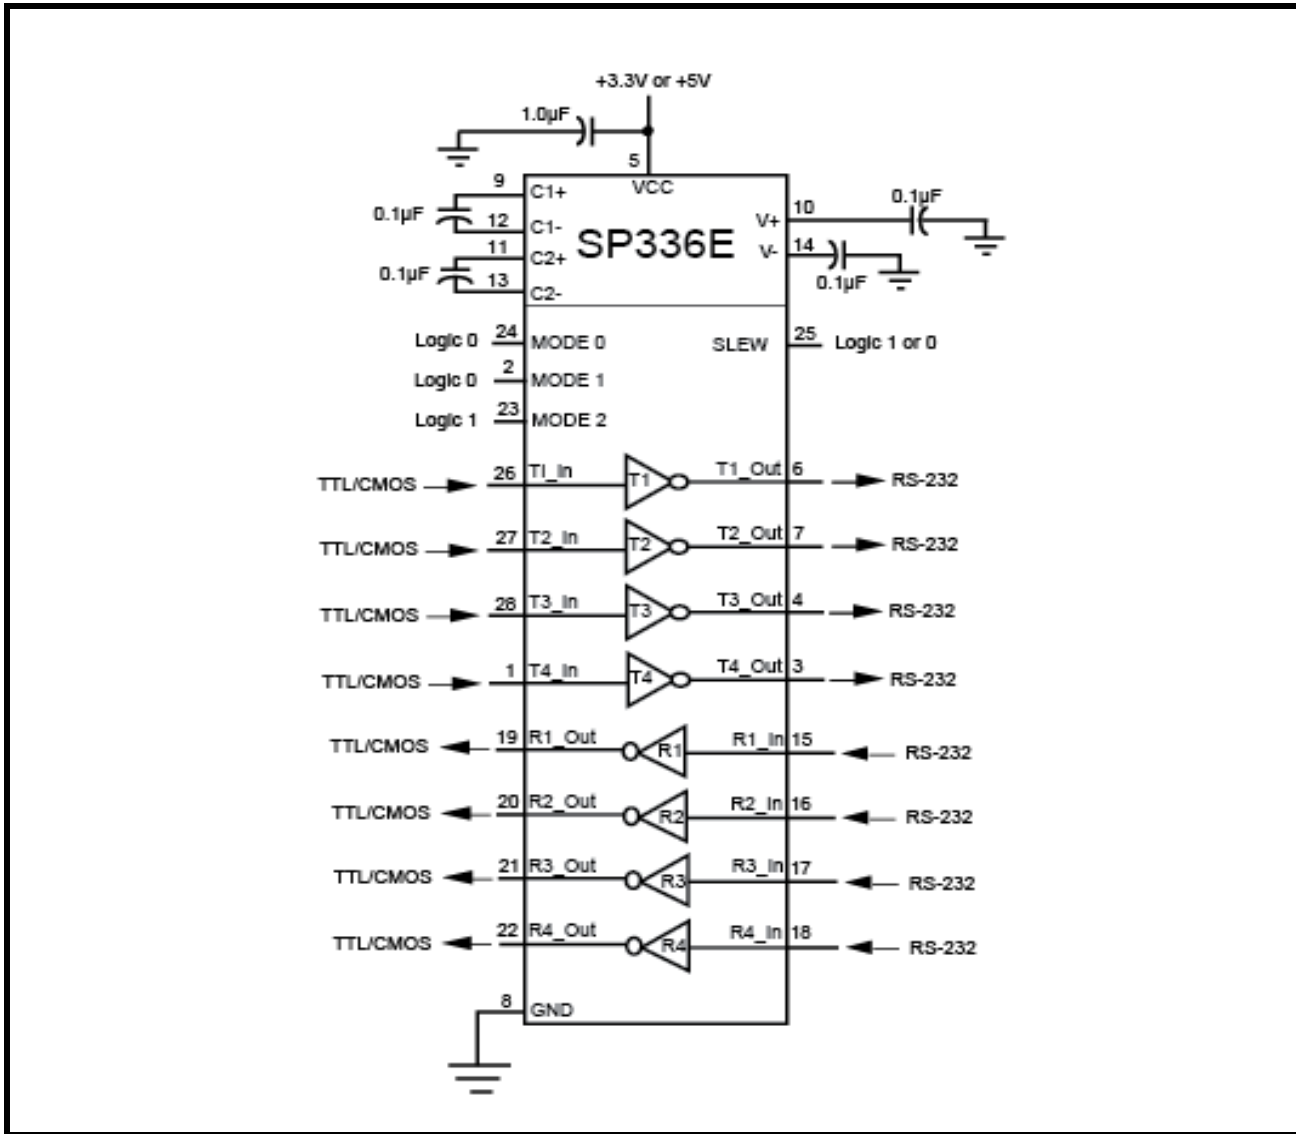 +3.3V or +5V
1.0µF
5
VCC
9 C1+
0.1µF
12 C1-
11 C2+
0.1µF
13 C2-
SP336E
V+ 10 0.1µF
V- 14
0.1µF
Logic 0 24 MODE 0
SLEW 25 Logic 1 or 0
Logic 0 2 MODE 1
Logic 1 23 MODE 2
TTL/CMOS 26 TI_In T1 T1_Out 6 RS-232
TTL/CMOS 27 T2_In T2 T2_Out 7 RS-232
TTL/CMOS 28 T3_In T3 T3_Out 4 RS-232
TTL/CMOS 1 T4_In T4 T4_Out 3 RS-232
TTL/CMOS 19 R1_Out R1 R1_In 15 RS-232
TTL/CMOS 20 R2_Out R2 R2_In 16 RS-232
TTL/CMOS 21 R3_Out R3 R3_In 17 RS-232
TTL/CMOS 22 R4_Out R4 R4_In 18 RS-232
8 GND